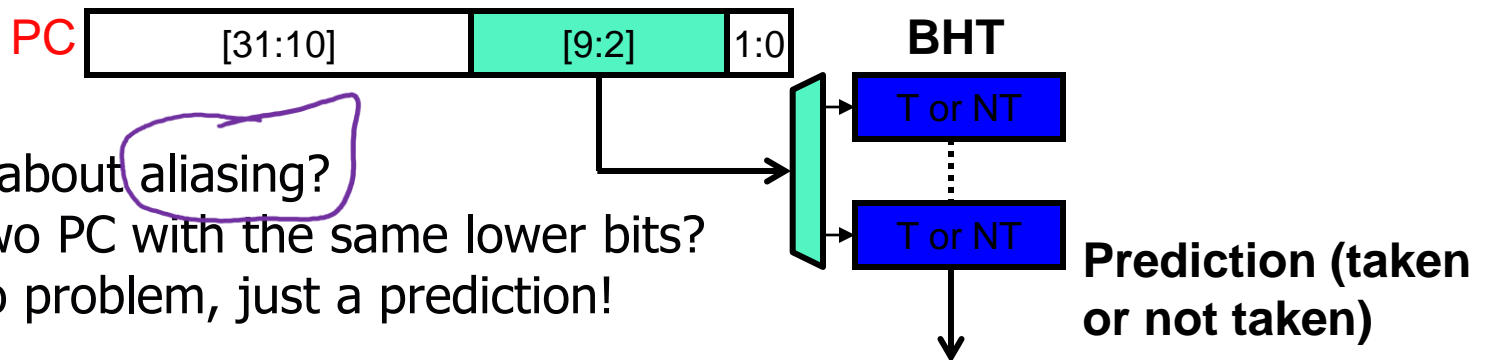 PC [31:10] [9:2] 1:0 BHT
T or NT
about aliasing?
wo PC with the same lower bits?
T or NT
problem, just a prediction!
Prediction (taken
or not taken)